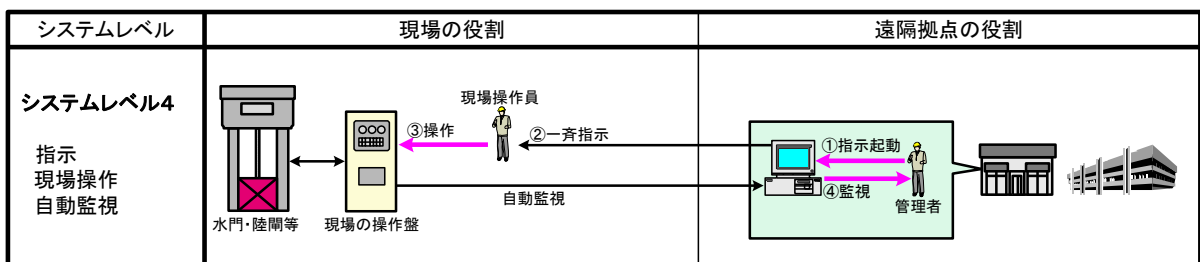 システムレベル
現場の役割
遠隔拠点の役割
システムレベル4
指示
現場操作
自動監視
現場操作員
③操作
②一斉指示
①指示起動
④監視
自動監視
管理者
水門・陸閘等
現場の操作盤